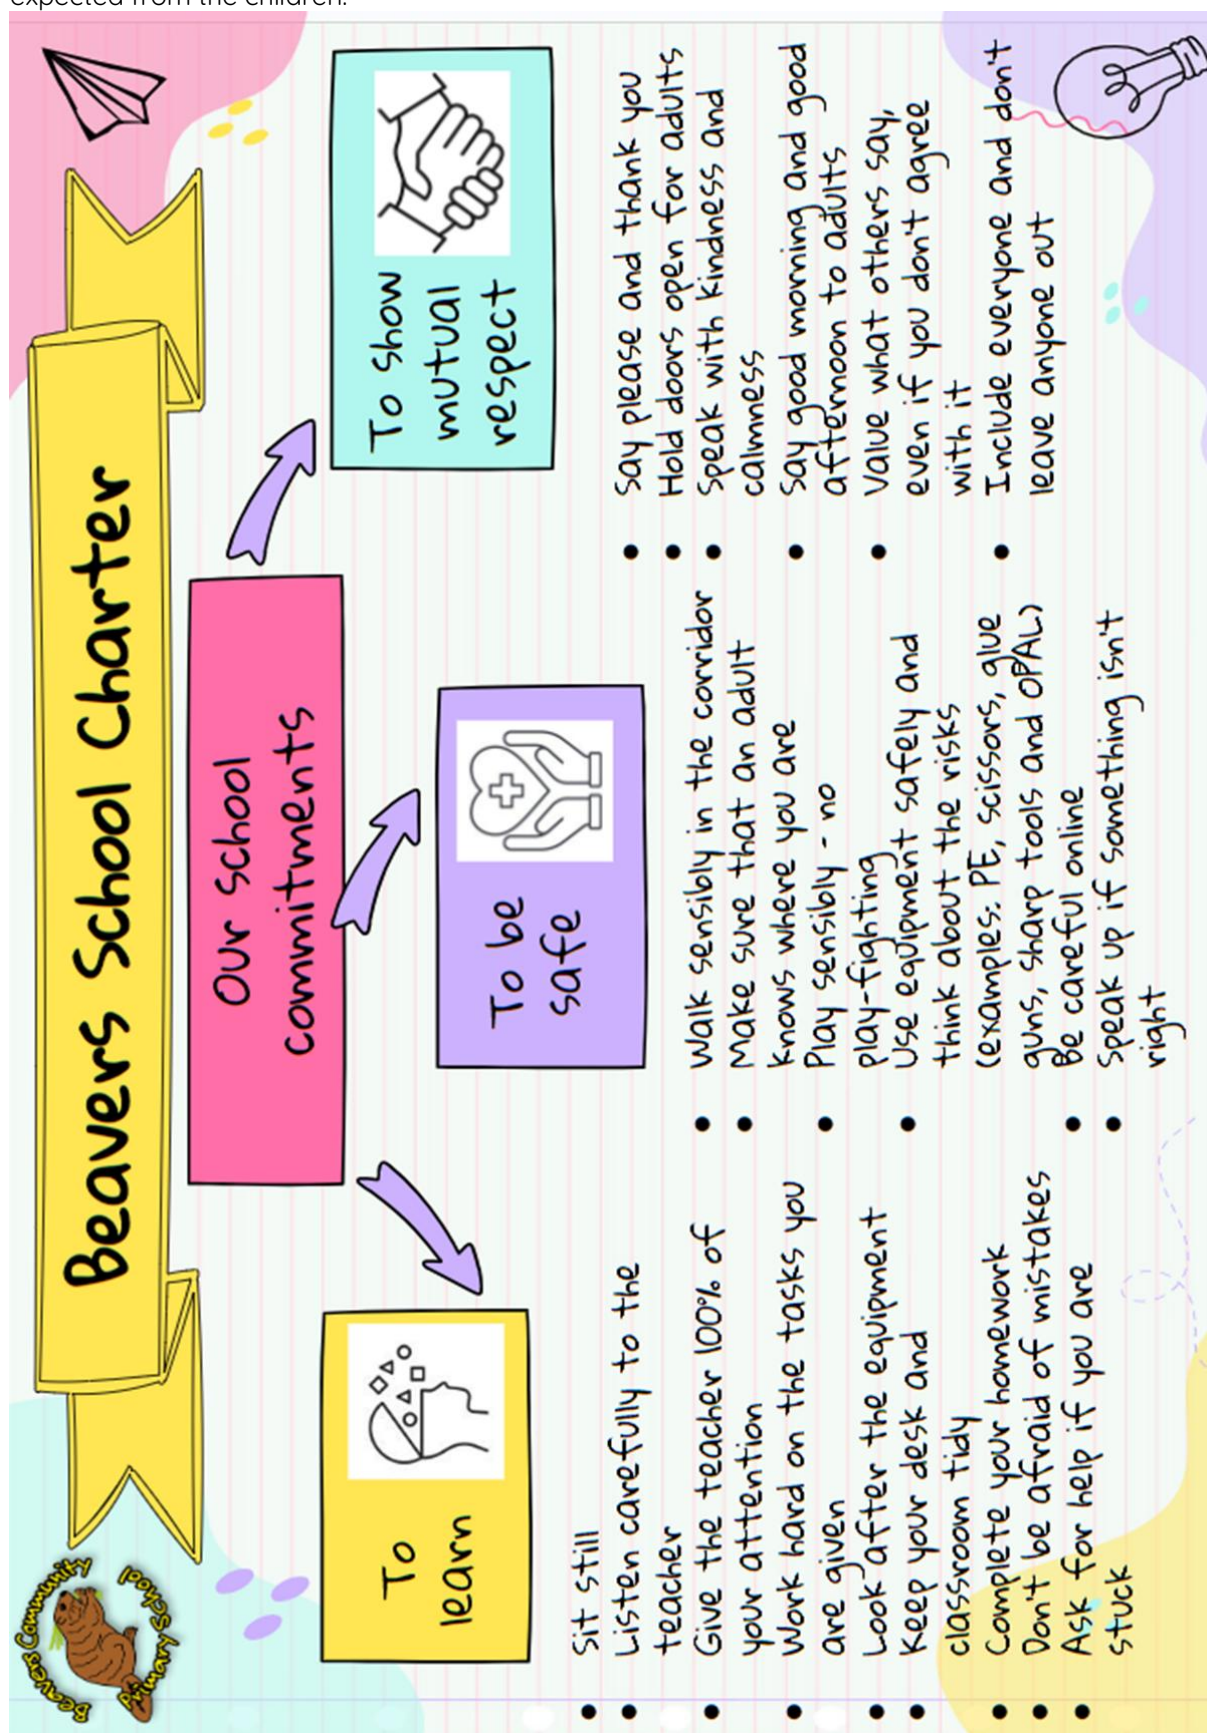 expected from the children.
Beavers Community
Primary School
Beavers School Charter
Our school
commitments
To
learn
• Sit still
• Listen carefully to the
teacher
• Give the teacher 100% of
your attention
• Work hard on the tasks you
are given
• Look after the equipment
• Keep your desk and
classroom tidy
• Complete your homework
• Don't be afraid of mistakes
• Ask for help if you are
stuck
To be
safe
• Walk sensibly in the corridor
• Make sure that an adult
knows where you are
• Play sensibly - no
play-fighting
• Use equipment safely and
think about the risks
(examples: PE, scissors, glue
guns, sharp tools and OPAL)
• Be careful online
• Speak up if something isn't
right
To show
mutual
respect
• Say please and thank you
• Hold doors open for adults
• Speak with kindness and
calmness
• Say good morning and good
afternoon to adults
• Value what others say,
even if you don't agree
with it
• Include everyone and don't
leave anyone out